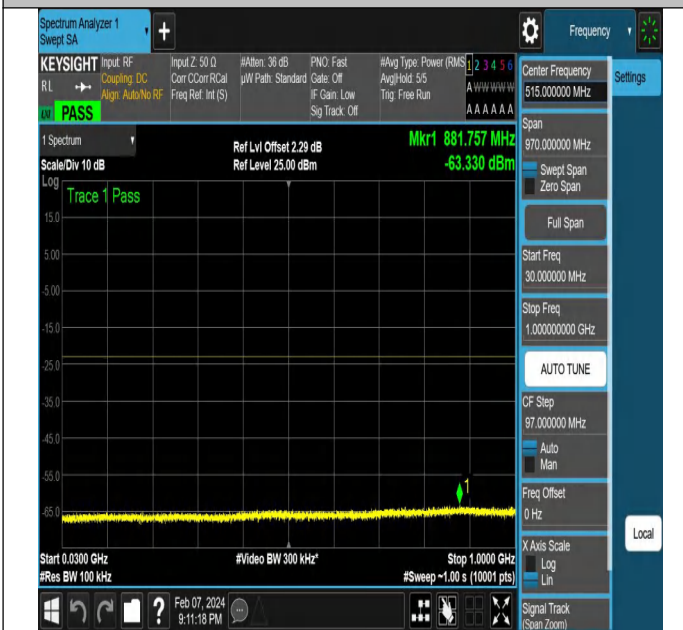 Spectrum Analyzer 1
Swept SA
+
Frequency
KEYSIGHT
RL
LXI
PASS
Input: RF
Coupling: DC
Align: Auto/No RF
Input Z: 50 Ω
Corr CCorr RCal
Freq Ref: Int (S)
#Atten: 36 dB
µW Path: Standard
PNO: Fast
Gate: Off
IF Gain: Low
Sig Track: Off
#Avg Type: Power (RMS
Avg|Hold: 5/5
Trig: Free Run
1 2 3 4 5 6
A W W W W W
A A A A A A
1 Spectrum
Scale/Div 10 dB
Ref Lvl Offset 2.29 dB
Ref Level 25.00 dBm
Mkr1 881.757 MHz
-63.330 dBm
Log
Trace 1 Pass
15.0
5.00
-5.00
-15.0
-25.0
-35.0
-45.0
-55.0
-65.0
1
Start 0.0300 GHz
#Res BW 100 kHz
#Video BW 300 kHz*
Stop 1.0000 GHz
#Sweep ~1.00 s (10001 pts)
?
Feb 07, 2024
9:11:18 PM
Center Frequency
515.000000 MHz
Span
970.000000 MHz
Swept Span
Zero Span
Full Span
Start Freq
30.000000 MHz
Stop Freq
1.000000000 GHz
AUTO TUNE
CF Step
97.000000 MHz
Auto
Man
Freq Offset
0 Hz
X Axis Scale
Log
Lin
Signal Track
(Span Zoom)
Settings
Local